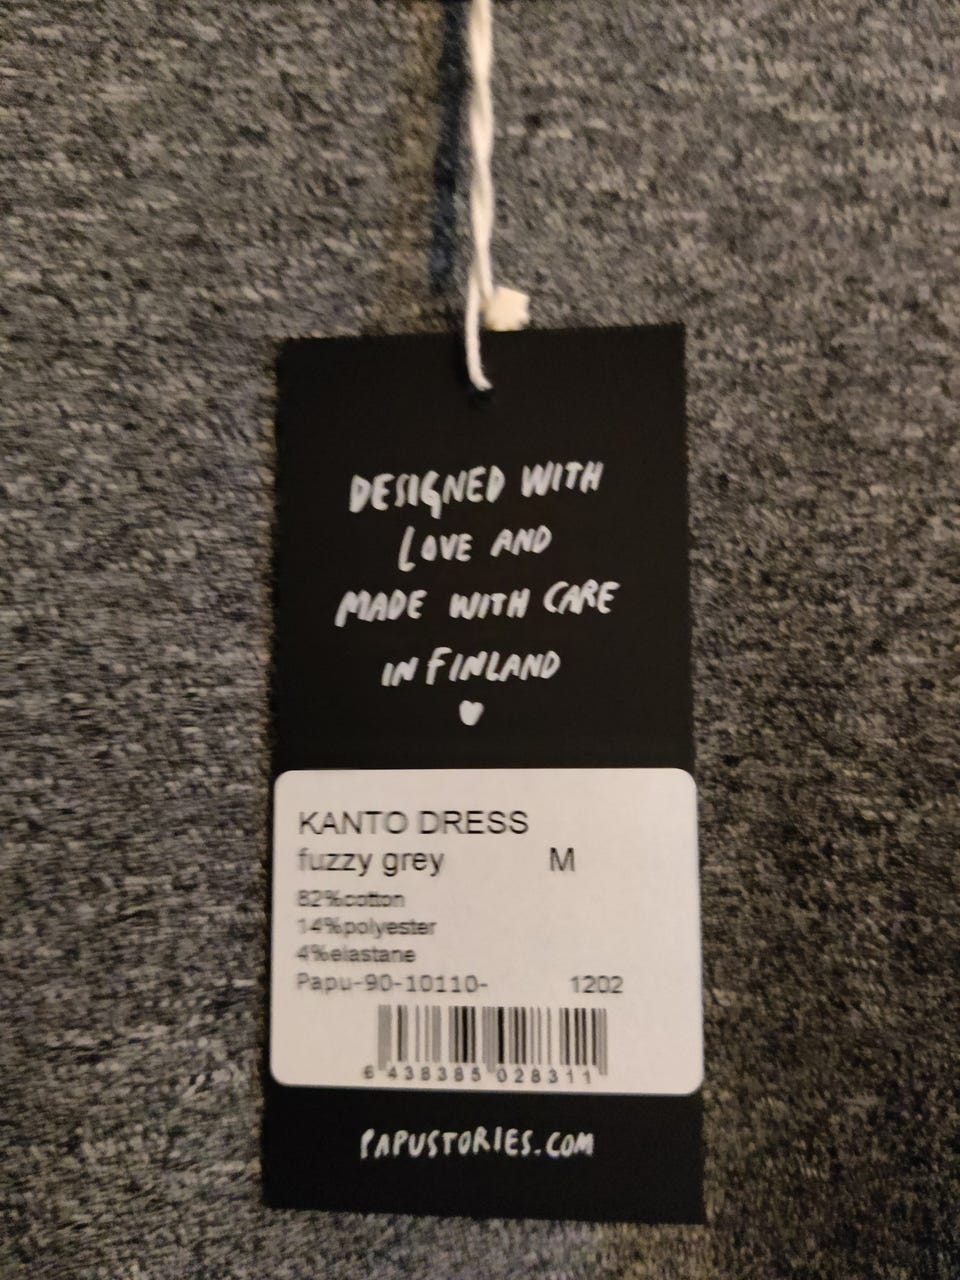 DESIGNED WITH
LOVE AND
MADE WITH CARE
IN FINLAND
KANTO DRESS
fuzzy grey M
82%cotton
14%polyester
4%elastane
Papu-90-10110- 1202
6 438385 028311
PAPUSTORIES.COM